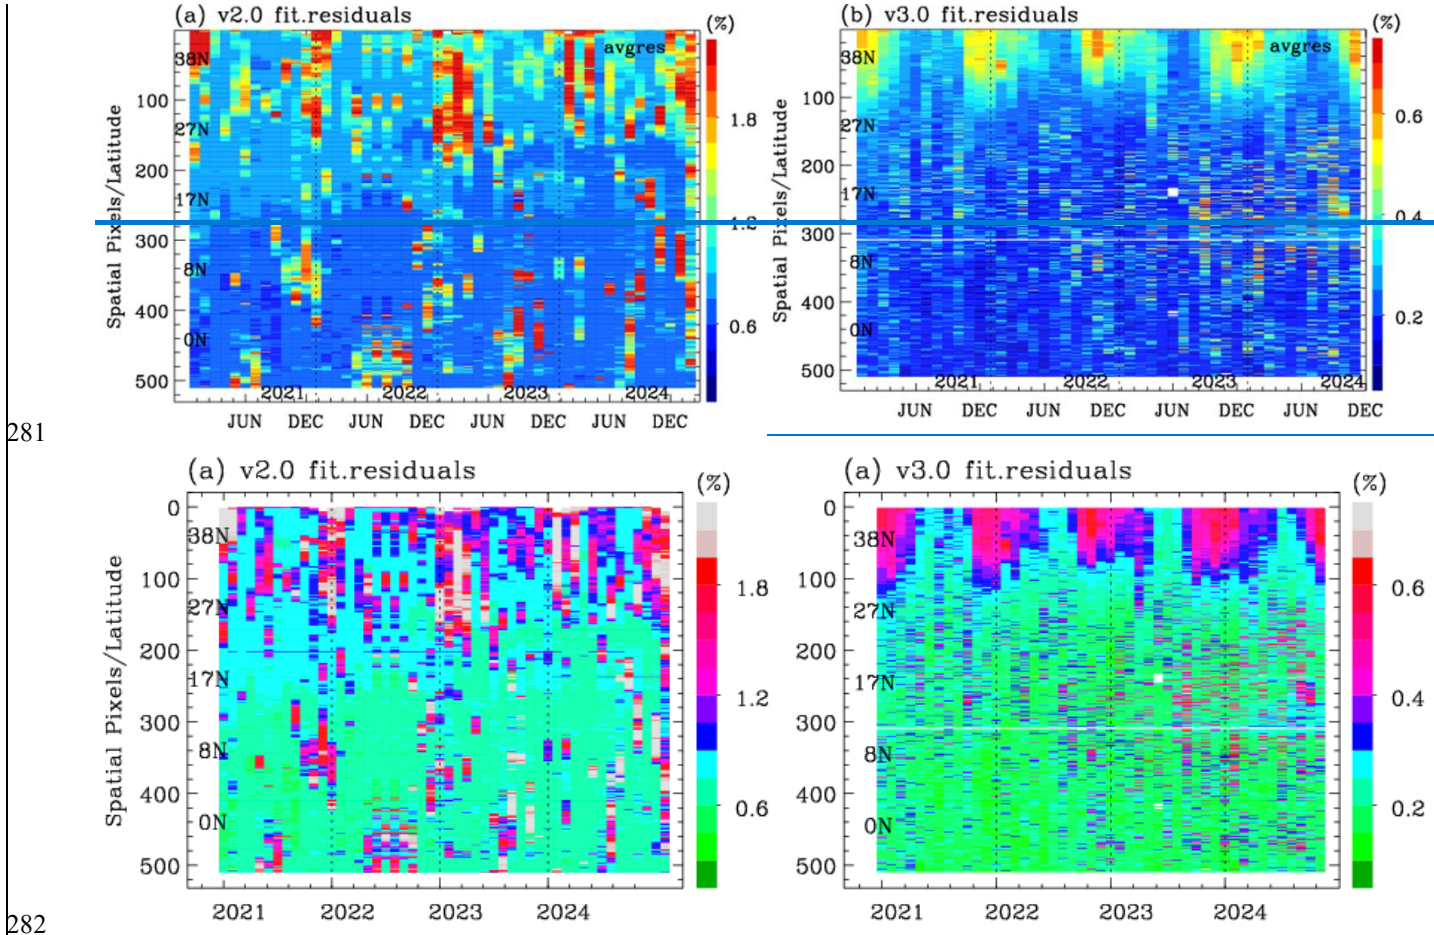 (a) v2.0 fit.residuals
(%)
avgres
38N
100
27N
200
17N
300
8N
400
0N
500
1.8
1.2
0.6
Spatial Pixels/Latitude
2021 2022 2023 2024
JUN DEC JUN DEC JUN DEC JUN DEC
(b) v3.0 fit.residuals
(%)
avgres
38N
100
27N
200
17N
300
8N
400
0N
500
0.6
0.4
0.2
Spatial Pixels/Latitude
2021 2022 2023 2024
JUN DEC JUN DEC JUN DEC JUN DEC
281
(a) v2.0 fit.residuals
(%)
0
38N
100
27N
200
17N
300
8N
400
0N
500
1.8
1.2
0.6
Spatial Pixels/Latitude
2021 2022 2023 2024
(a) v3.0 fit.residuals
(%)
0
38N
100
27N
200
17N
300
8N
400
0N
500
0.6
0.4
0.2
2021 2022 2023 2024
282